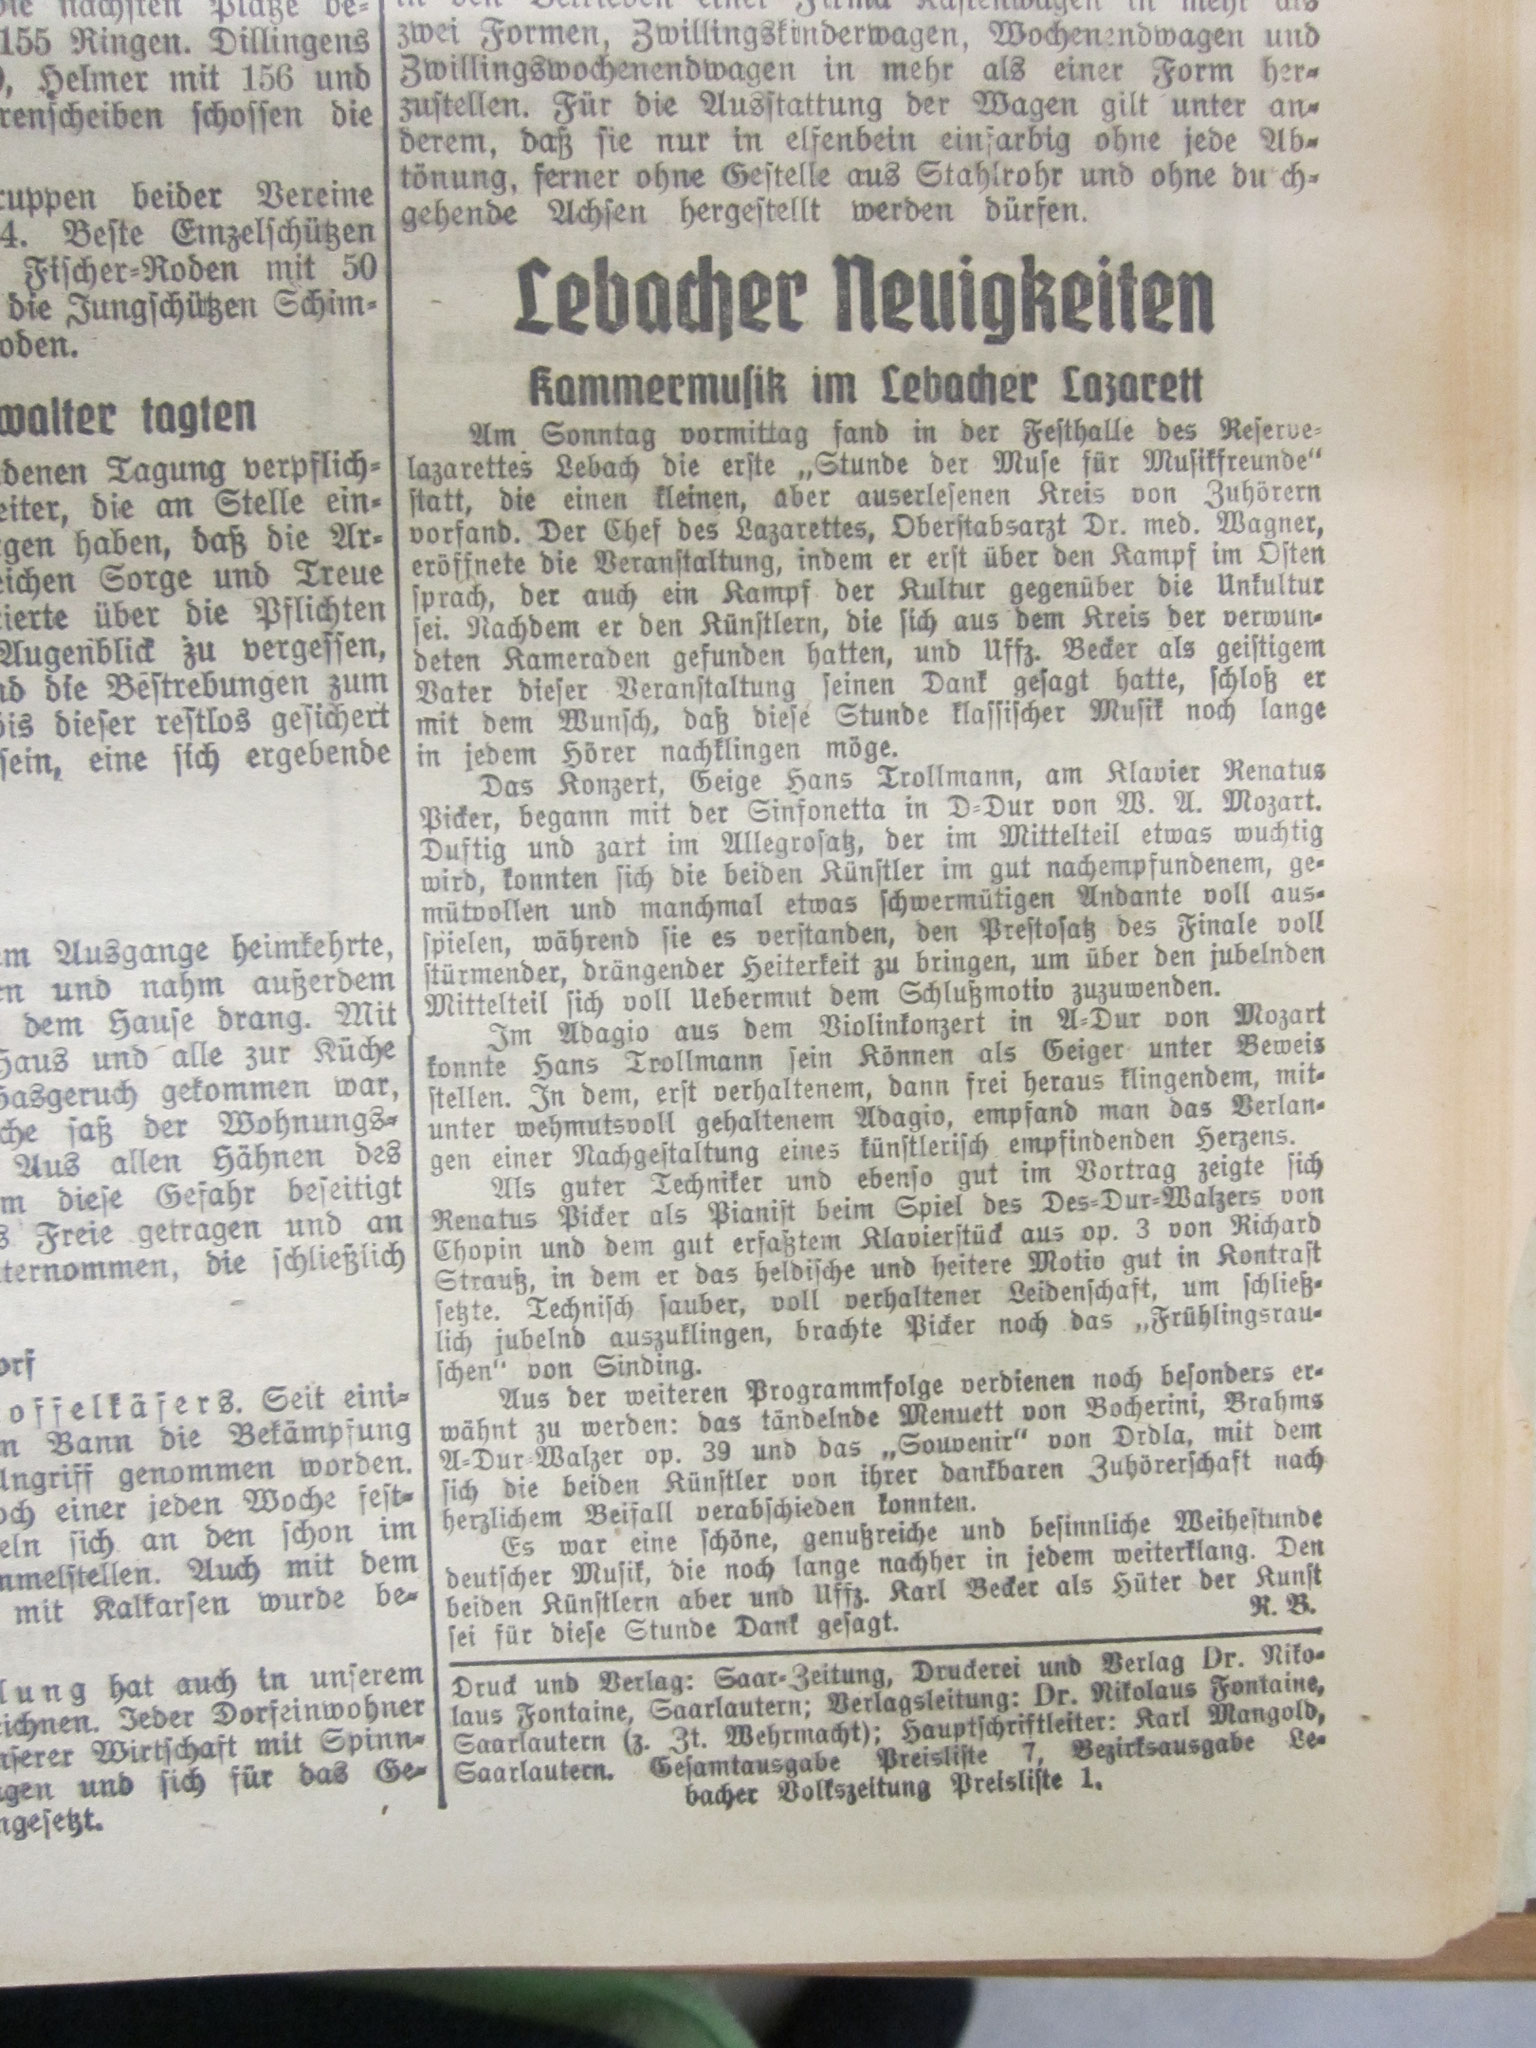 die nächsten Plätze be-
155 Ringen. Dillingens
Helmer mit 156 und
renscheiben schossen die
ruppen beider Vereine
4. Beste Einzelschützen
Fischer-Roden mit 50
die Jungschützen Schim-
oden.
walter tagten
denen Tagung verpflich-
eiter, die an Stelle ein-
gen haben, daß die Ar-
eichen Sorge und Treue
ierte über die Pflichten
Augenblick zu vergessen,
nd die Bestrebungen zum
bis dieser restlos gesichert
sein, eine sich ergebende
m Ausgange heimkehrte,
en und nahm außerdem
dem Hause drang. Mit
Haus und alle zur Küche
Gasgeruch gekommen war,
che saß der Wohnungs-
Aus allen Hähnen des
m diese Gefahr beseitigt
s Freie getragen und an
ternommen, die schließlich
orf
offelkäfers. Seit eini-
m Bann die Bekämpfung
Angriff genommen worden.
och einer jeden Woche fest-
eln sich an den schon im
mmelstellen. Auch mit dem
mit Kalkarsen wurde be-
lung hat auch in unserem
eichnen. Jeder Dorfeinwohner
nserer Wirtschaft mit Spinn-
gen und sich für das Ge-
ngesetzt.
in den Betrieben einer Firma Kastenwagen in mehr als
zwei Formen, Zwillingskinderwagen, Wochenendwagen und
Zwillingswochenendwagen in mehr als einer Form her-
zustellen. Für die Ausstattung der Wagen gilt unter an-
derem, daß sie nur in elfenbein einfarbig ohne jede Ab-
tönung, ferner ohne Gestelle aus Stahlrohr und ohne du ch-
gehende Achsen hergestellt werden dürfen.
Lebacher Neuigkeiten
Kammermusik im Lebacher Lazarett
Am Sonntag vormittag fand in der Festhalle des Reserve-
lazarettes Lebach die erste „Stunde der Muse für Musikfreunde“
statt, die einen kleinen, aber auserlesenen Kreis von Zuhörern
vorfand. Der Chef des Lazarettes, Oberstabsarzt Dr. med. Wagner,
eröffnete die Veranstaltung, indem er erst über den Kampf im Osten
sprach, der auch ein Kampf der Kultur gegenüber die Unkultur
sei. Nachdem er den Künstlern, die sich aus dem Kreis der verwun-
deten Kameraden gefunden hatten, und Uffz. Becker als geistigem
Vater dieser Veranstaltung seinen Dank gesagt hatte, schloß er
mit dem Wunsch, daß diese Stunde klassischer Musik noch lange
in jedem Hörer nachklingen möge.
Das Konzert, Geige Hans Trollmann, am Klavier Renatus
Picker, begann mit der Sinfonetta in D-Dur von W. A. Mozart.
Duftig und zart im Allegrosatz, der im Mittelteil etwas wuchtig
wird, konnten sich die beiden Künstler im gut nachempfundenem, ge-
mütvollen und manchmal etwas schwermütigen Andante voll aus-
spielen, während sie es verstanden, den Prestosatz des Finale voll
stürmender, drängender Heiterkeit zu bringen, um über den jubelnden
Mittelteil sich voll Uebermut dem Schlußmotiv zuzuwenden.
Im Adagio aus dem Violinkonzert in A-Dur von Mozart
konnte Hans Trollmann sein Können als Geiger unter Beweis
stellen. In dem, erst verhaltenem, dann frei heraus klingendem, mit-
unter wehmutsvoll gehaltenem Adagio, empfand man das Verlan-
gen einer Nachgestaltung eines künstlerisch empfindenden Herzens.
Als guter Techniker und ebenso gut im Vortrag zeigte sich
Renatus Picker als Pianist beim Spiel des Des-Dur-Walzers von
Chopin und dem gut erfaßtem Klavierstück aus op. 3 von Richard
Strauß, in dem er das heldische und heitere Motiv gut in Kontrast
setzte. Technisch sauber, voll verhaltener Leidenschaft, um schließ-
lich jubelnd auszuklingen, brachte Picker noch das „Frühlingsrau-
schen“ von Sinding.
Aus der weiteren Programmfolge verdienen noch besonders er-
wähnt zu werden: das tändelnde Menuett von Bocherini, Brahms
A-Dur-Walzer op. 39 und das „Souvenir“ von Drdla, mit dem
sich die beiden Künstler von ihrer dankbaren Zuhörerschaft nach
herzlichem Beifall verabschieden konnten.
Es war eine schöne, genußreiche und besinnliche Weihestunde
deutscher Musik, die noch lange nachher in jedem weiterklang. Den
beiden Künstlern aber und Uffz. Karl Becker als Hüter der Kunst
sei für diese Stunde Dank gesagt.
R. B.
Druck und Verlag: Saar-Zeitung, Druckerei und Verlag Dr. Niko-
laus Fontaine, Saarlautern; Verlagsleitung: Dr. Nikolaus Fontaine,
Saarlautern (z. Zt. Wehrmacht); Hauptschriftleiter: Karl Mangold,
Saarlautern. Gesamtausgabe Preisliste 7, Bezirksausgabe Le-
bacher Volkszeitung Preisliste 1.